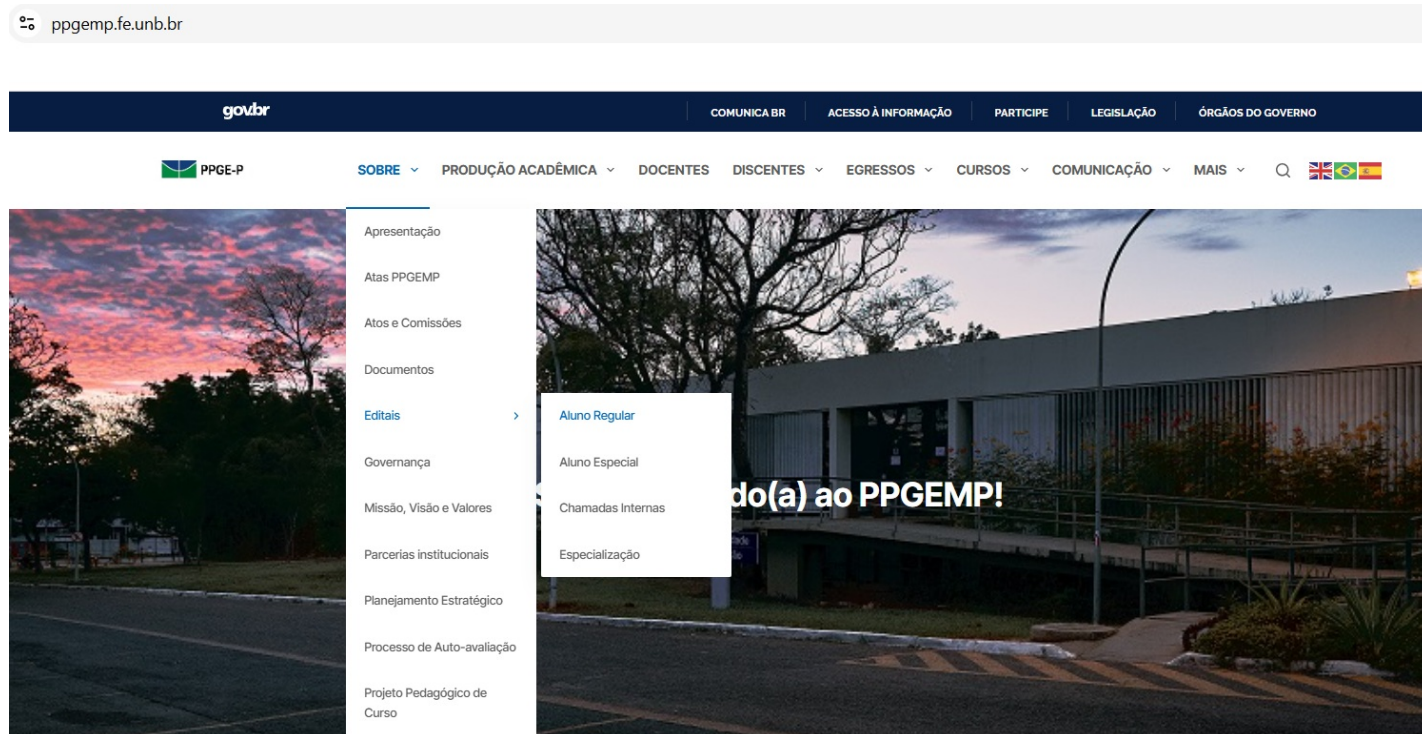 ppgemp.fe.unb.br
gov.br
COMUNICA BR ACESSO À INFORMAÇÃO PARTICIPE LEGISLAÇÃO ÓRGÃOS DO GOVERNO
PPGE-P SOBRE PRODUÇÃO ACADÊMICA DOCENTES DISCENTES EGRESSOS CURSOS COMUNICAÇÃO MAIS
Apresentação
Atas PPGEMP
Atos e Comissões
Documentos
Editais
Governança
Missão, Visão e Valores
Parcerias institucionais
Planejamento Estratégico
Processo de Auto-avaliação
Projeto Pedagógico de
Curso
Aluno Regular
Aluno Especial
Chamadas Internas
Especialização
do(a) ao PPGEMP!